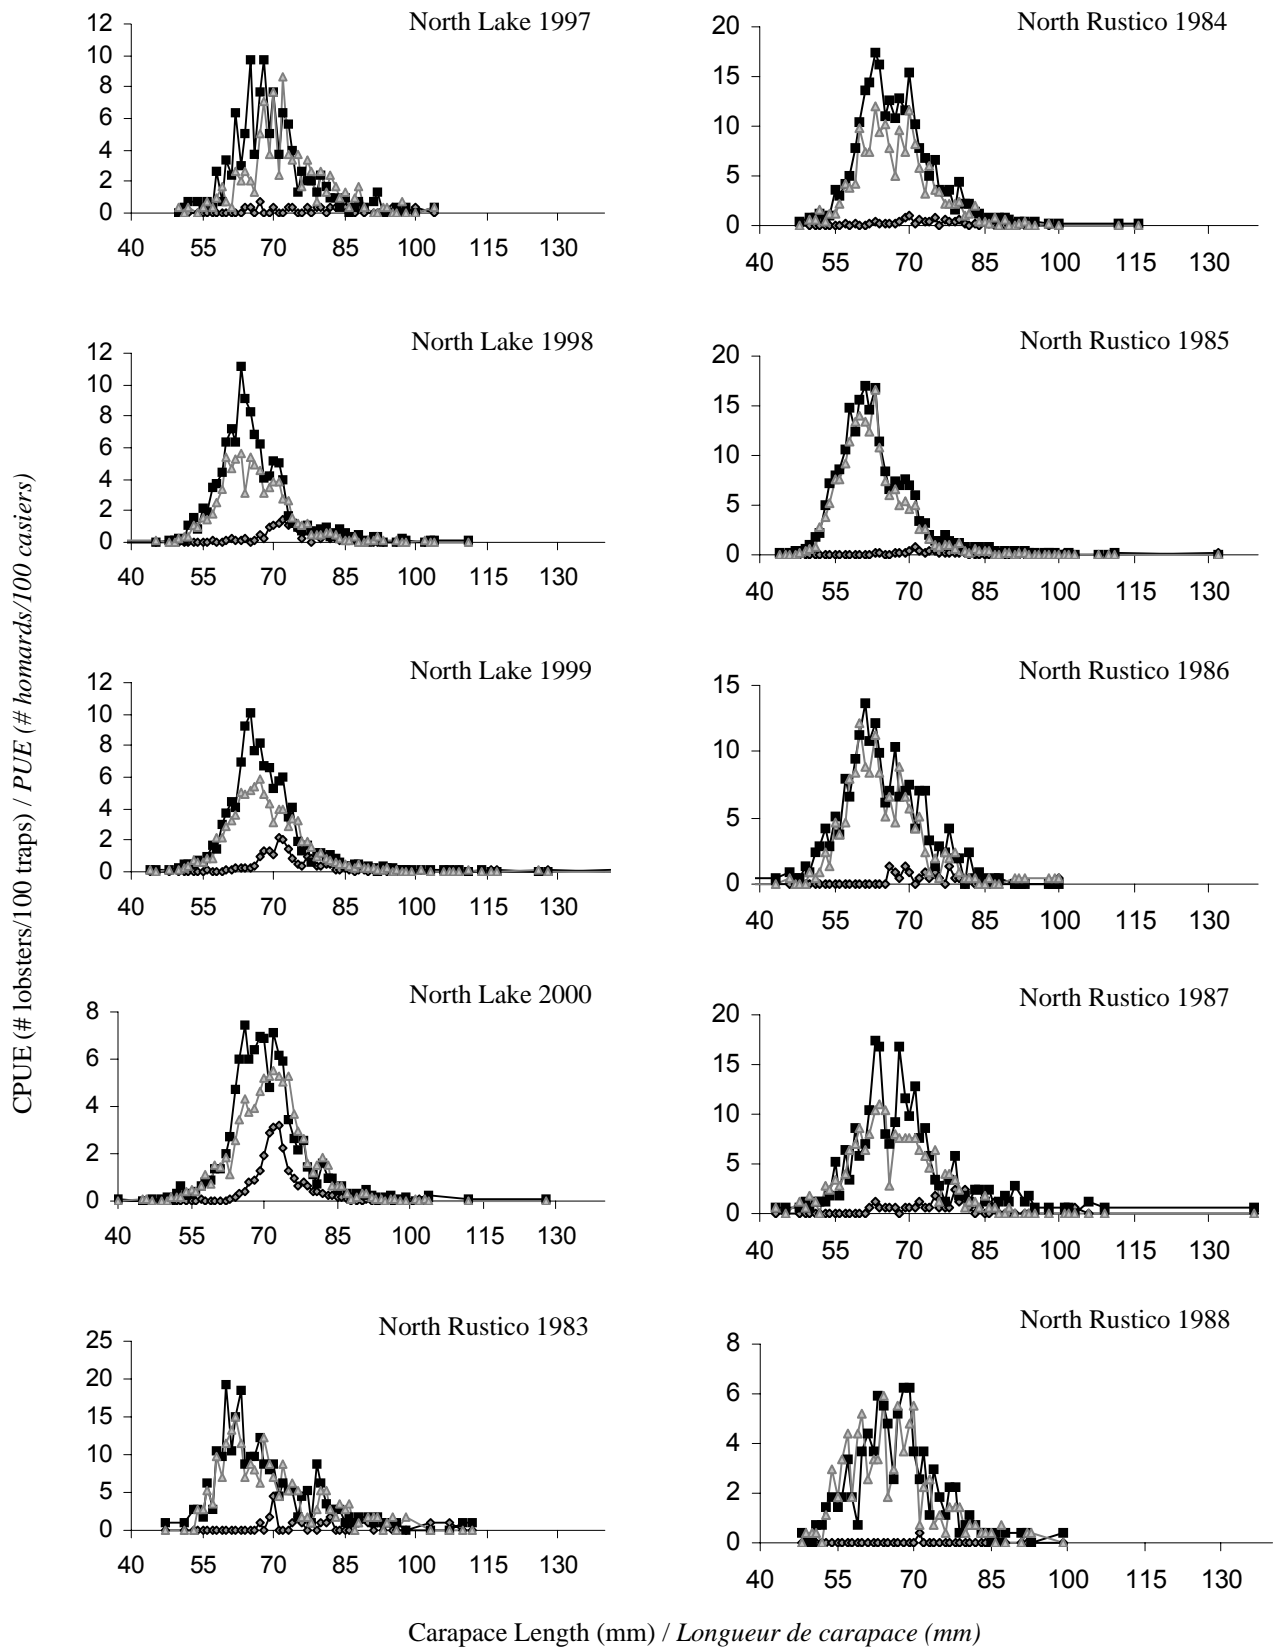 CPUE (# lobsters/100 traps) / PUE (# homards/100 casiers)
North Lake 1997
12
10
8
6
4
2
0
40 55 70 85 100 115 130
North Lake 1998
12
10
8
6
4
2
0
40 55 70 85 100 115 130
North Lake 1999
12
10
8
6
4
2
0
40 55 70 85 100 115 130
North Lake 2000
8
6
4
2
0
40 55 70 85 100 115 130
North Rustico 1983
25
20
15
10
5
0
40 55 70 85 100 115 130
North Rustico 1984
20
15
10
5
0
40 55 70 85 100 115 130
North Rustico 1985
20
15
10
5
0
40 55 70 85 100 115 130
North Rustico 1986
15
10
5
0
40 55 70 85 100 115 130
North Rustico 1987
20
15
10
5
0
40 55 70 85 100 115 130
North Rustico 1988
8
6
4
2
0
40 55 70 85 100 115 130
Carapace Length (mm) / Longueur de carapace (mm)